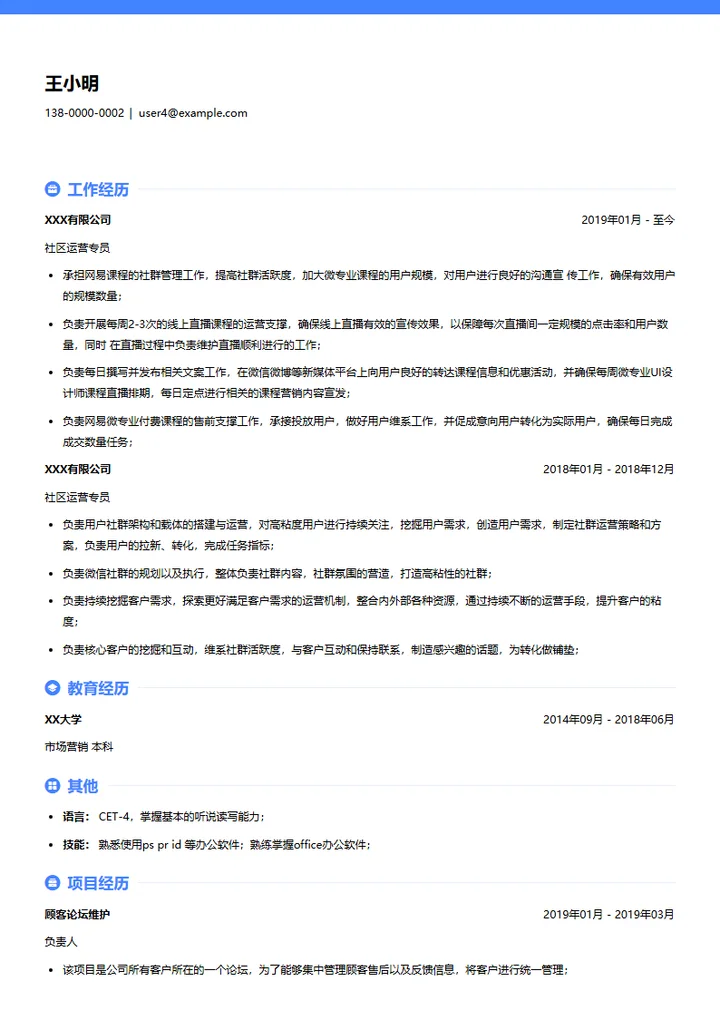 王小明
138-0000-0002 | user4@example.com
工作经历
XXX有限公司 2019年01月 - 至今
社区运营专员
• 承担网易课程的社群管理工作，提高社群活跃度，加大微专业课程的用户规模，对用户进行良好的沟通宣 传工作，确保有效用户
的规模数量；
• 负责开展每周2-3次的线上直播课程的运营支撑，确保线上直播有效的宣传效果，以保障每次直播间一定规模的点击率和用户数
量，同时 在直播过程中负责维护直播顺利进行的工作；
• 负责每日撰写并发布相关文案工作，在微信微博等新媒体平台上向用户良好的转达课程信息和优惠活动，并确保每周微专业UI设
计师课程直播排期，每日定点进行相关的课程营销内容宣发；
• 负责网易微专业付费课程的售前支撑工作，承接投放用户，做好用户维系工作，并促成意向用户转化为实际用户，确保每日完成
成交数量任务；
XXX有限公司 2018年01月 - 2018年12月
社区运营专员
• 负责用户社群架构和载体的搭建与运营，对高粘度用户进行持续关注，挖掘用户需求，创造用户需求，制定社群运营策略和方
案，负责用户的拉新、转化，完成任务指标；
• 负责微信社群的规划以及执行，整体负责社群内容，社群氛围的营造，打造高粘性的社群；
• 负责持续挖掘客户需求，探索更好满足客户需求的运营机制，整合内外部各种资源，通过持续不断的运营手段，提升客户的粘
度；
• 负责核心客户的挖掘和互动，维系社群活跃度，与客户互动和保持联系，制造感兴趣的话题，为转化做铺垫；
教育经历
XX大学 2014年09月 - 2018年06月
市场营销 本科
其他
• 语言： CET-4，掌握基本的听说读写能力；
• 技能： 熟悉使用ps pr id 等办公软件；熟练掌握office办公软件；
项目经历
顾客论坛维护 2019年01月 - 2019年03月
负责人
• 该项目是公司所有客户所在的一个论坛，为了能够集中管理顾客售后以及反馈信息，将客户进行统一管理；